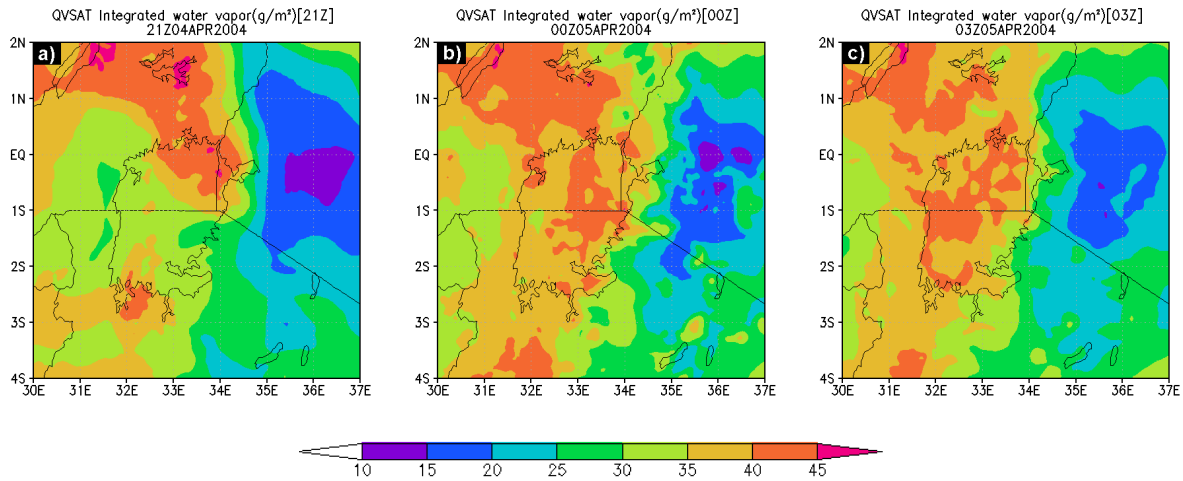 QVSAT Integrated water vapor(g/m²)[21Z]
21Z04APR2004
a)
2N
1N
EQ
1S
2S
3S
4S
30E 31E 32E 33E 34E 35E 36E 37E
QVSAT Integrated water vapor(g/m²)[00Z]
00Z05APR2004
b)
2N
1N
EQ
1S
2S
3S
4S
30E 31E 32E 33E 34E 35E 36E 37E
QVSAT Integrated water vapor(g/m²)[03Z]
03Z05APR2004
c)
2N
1N
EQ
1S
2S
3S
4S
30E 31E 32E 33E 34E 35E 36E 37E
10 15 20 25 30 35 40 45